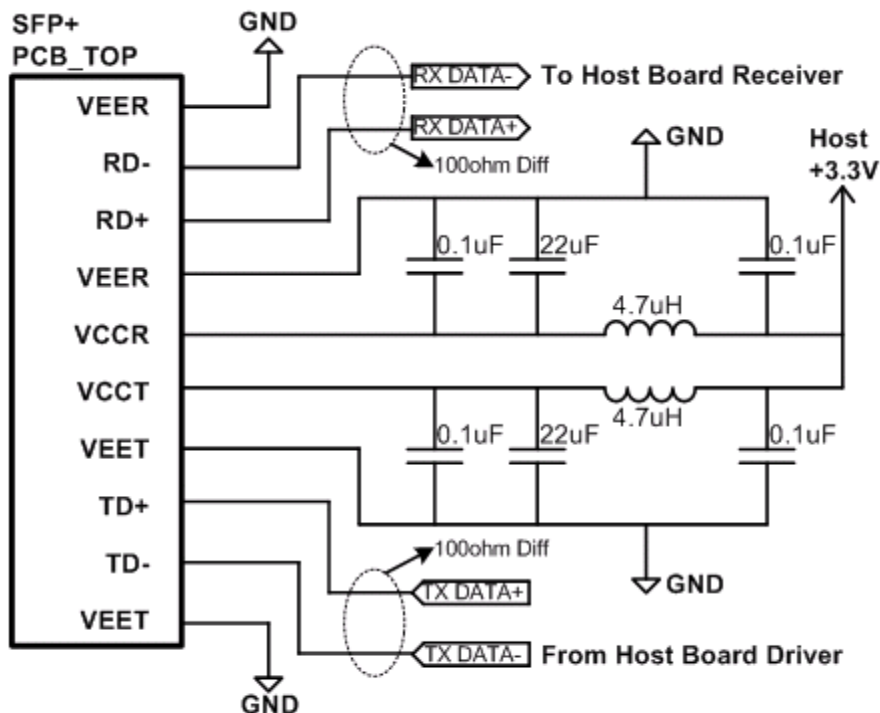 SFP+
PCB_TOP
GND
VEER
RX DATA-
To Host Board Receiver
RD-
RX DATA+
100ohm Diff
GND
Host
+3.3V
RD+
0.1uF
22uF
0.1uF
VEER
4.7uH
VCCR
VCCT
4.7uH
VEET
0.1uF
22uF
0.1uF
TD+
100ohm Diff
TD-
TX DATA+
GND
VEET
TX DATA-
From Host Board Driver
GND